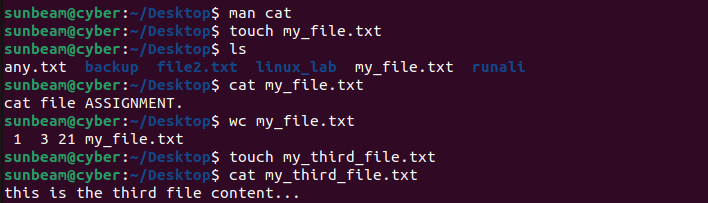 sunbeam@cyber:~/Desktop$ man cat
sunbeam@cyber:~/Desktop$ touch my_file.txt
sunbeam@cyber:~/Desktop$ ls
any.txt  backup  file2.txt  linux_lab  my_file.txt  runali
sunbeam@cyber:~/Desktop$ cat my_file.txt
cat file ASSIGNMENT.
sunbeam@cyber:~/Desktop$ wc my_file.txt
 1  3 21 my_file.txt
sunbeam@cyber:~/Desktop$ touch my_third_file.txt
sunbeam@cyber:~/Desktop$ cat my_third_file.txt
this is the third file content...